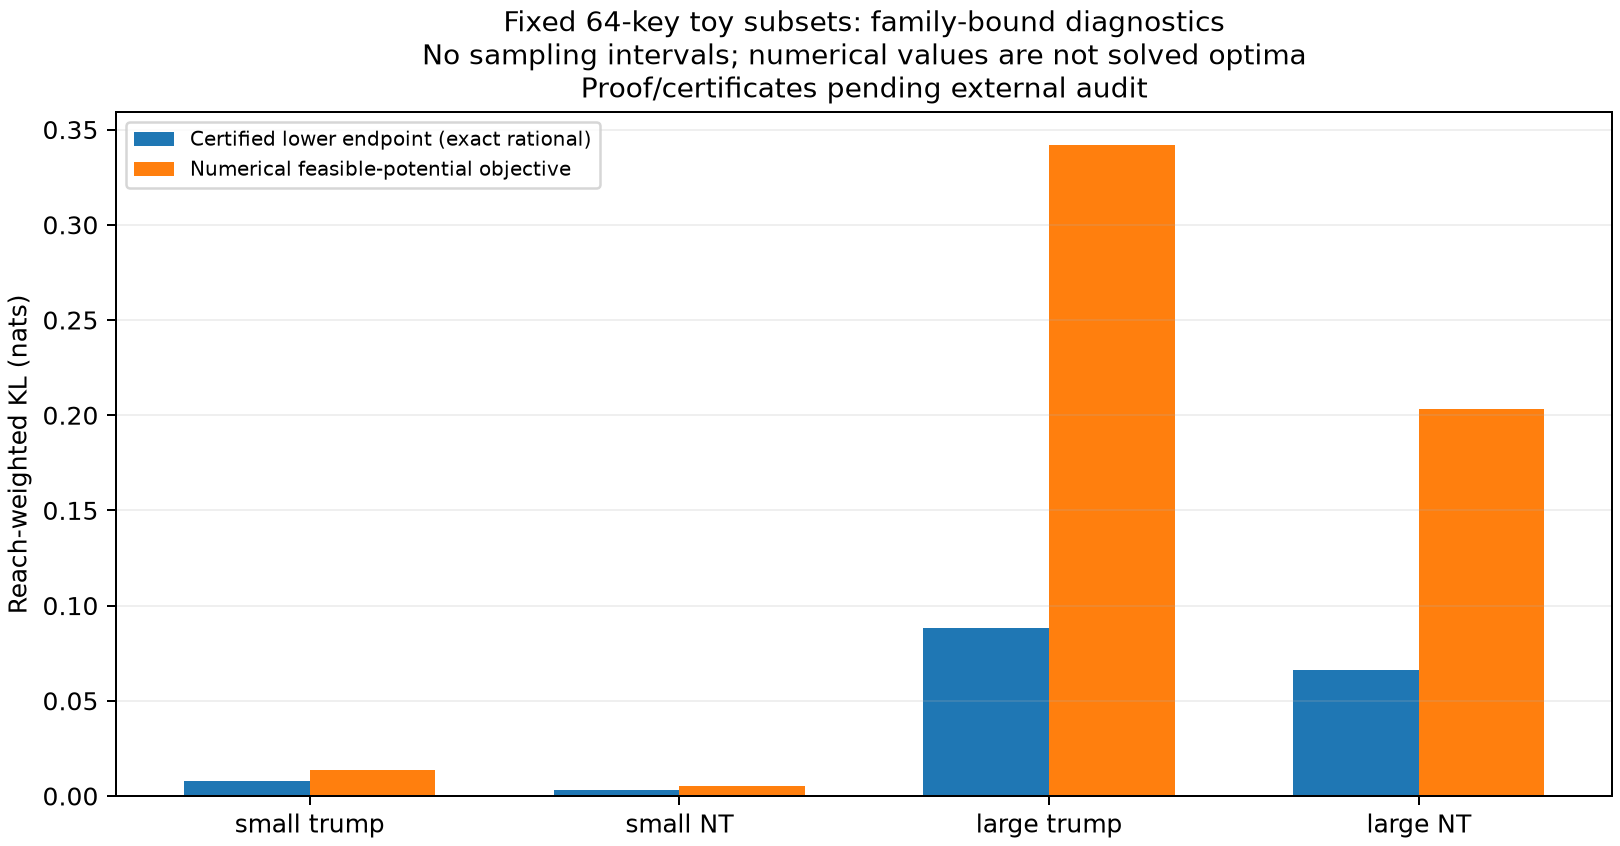 Fixed 64-key toy subsets: family-bound diagnostics
No sampling intervals; numerical values are not solved optima
Proof/certificates pending external audit
Certified lower endpoint (exact rational)
Numerical feasible-potential objective
Reach-weighted KL (nats)
0.35
0.30
0.25
0.20
0.15
0.10
0.05
0.00
small trump
small NT
large trump
large NT